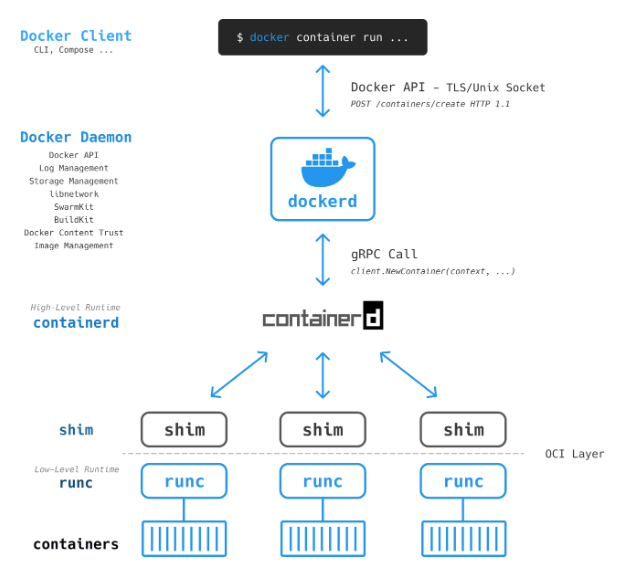 Docker Client
CLI, Compose ...
$ docker container run ...
Docker API - TLS/Unix Socket
POST /containers/create HTTP 1.1
Docker Daemon
Docker API
Log Management
Storage Management
libnetwork
SwarmKit
BuildKit
Docker Content Trust
Image Management
dockerd
gRPC Call
client.NewContainer(context, ...)
High-Level Runtime
containerd
containerd
shim
shim
shim
shim
OCI Layer
Low-Level Runtime
runc
runc
runc
runc
containers